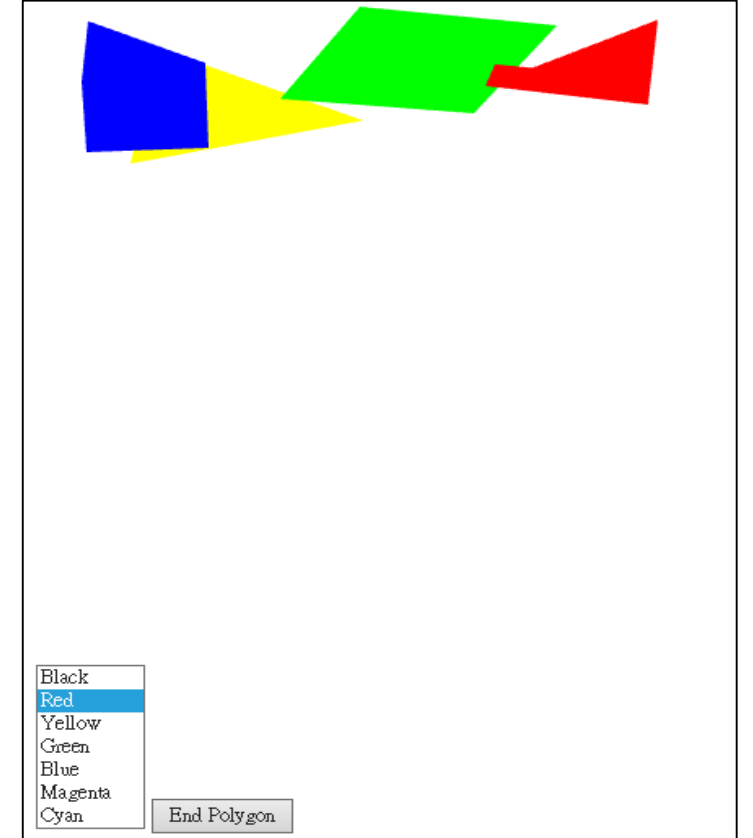 Black
Red
Yellow
Green
Blue
Magenta
Cyan
End Polygon